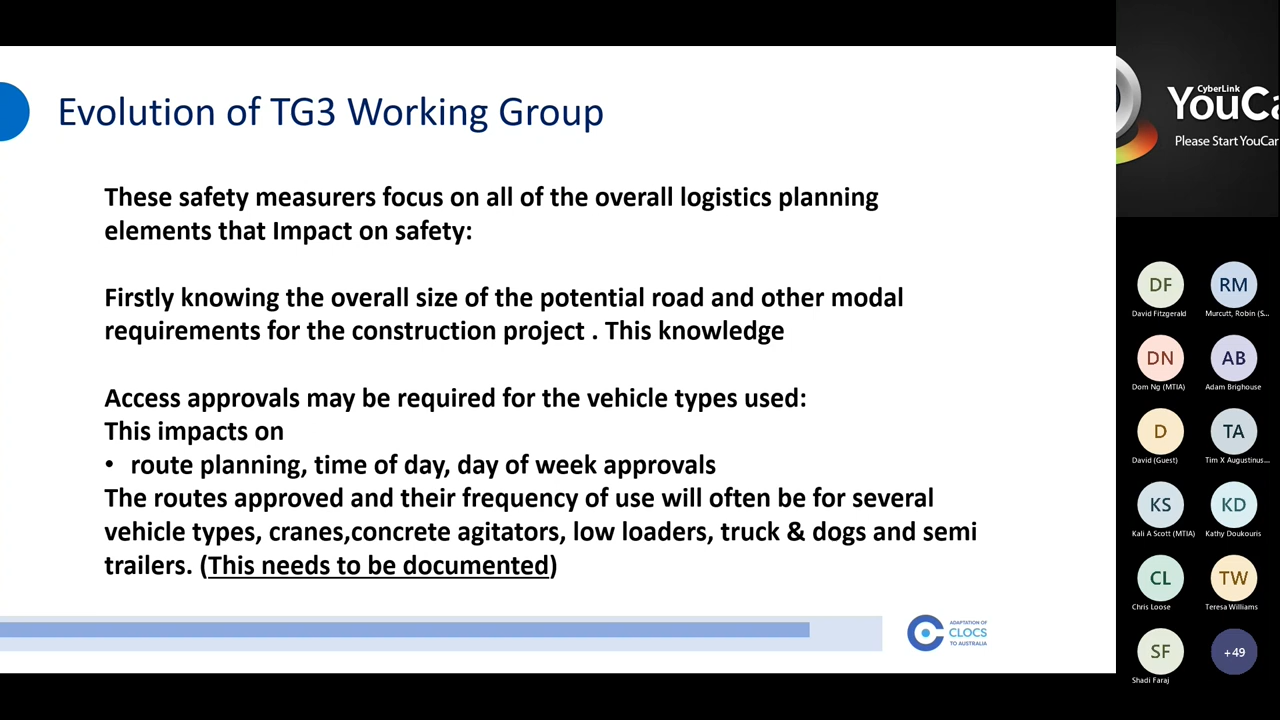 Evolution of TG3 Working Group
These safety measurers focus on all of the overall logistics planning
elements that Impact on safety:
Firstly knowing the overall size of the potential road and other modal
requirements for the construction project . This knowledge
Access approvals may be required for the vehicle types used:
This impacts on
• route planning, time of day, day of week approvals
The routes approved and their frequency of use will often be for several
vehicle types, cranes,concrete agitators, low loaders, truck & dogs and semi
trailers. (This needs to be documented)
ADAPTATION OF
CLOCS
TO AUSTRALIA
CyberLink
YouCa
Please Start YouCar
DF RM
David Fitzgerald Murcutt, Robin (S...
DN AB
Dom Ng (MTIA) Adam Brighouse
D TA
David (Guest) Tim X Augustinus...
KS KD
Kali A Scott (MTIA) Kathy Doukouris
CL TW
Chris Loose Teresa Williams
SF +49
Shadi Faraj